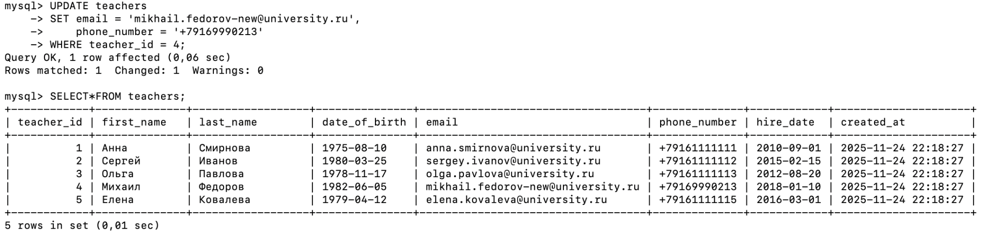 mysql> UPDATE teachers
    -> SET email = 'mikhail.fedorov-new@university.ru',
    ->     phone_number = '+79169990213'
    -> WHERE teacher_id = 4;
Query OK, 1 row affected (0,06 sec)
Rows matched: 1  Changed: 1  Warnings: 0

mysql> SELECT*FROM teachers;
+------------+--------------+------------------+---------------+-----------------------------------+--------------+------------+---------------------+
| teacher_id | first_name   | last_name        | date_of_birth | email                             | phone_number | hire_date  | created_at          |
+------------+--------------+------------------+---------------+-----------------------------------+--------------+------------+---------------------+
|          1 | Анна         | Смирнова         | 1975-08-10    | anna.smirnova@university.ru       | +79161111111 | 2010-09-01 | 2025-11-24 22:18:27 |
|          2 | Сергей       | Иванов           | 1980-03-25    | sergey.ivanov@university.ru       | +79161111112 | 2015-02-15 | 2025-11-24 22:18:27 |
|          3 | Ольга        | Павлова          | 1978-11-17    | olga.pavlova@university.ru        | +79161111113 | 2012-08-20 | 2025-11-24 22:18:27 |
|          4 | Михаил       | Федоров          | 1982-06-05    | mikhail.fedorov-new@university.ru | +79169990213 | 2018-01-10 | 2025-11-24 22:18:27 |
|          5 | Елена        | Ковалева         | 1979-04-12    | elena.kovaleva@university.ru      | +79161111115 | 2016-03-01 | 2025-11-24 22:18:27 |
+------------+--------------+------------------+---------------+-----------------------------------+--------------+------------+---------------------+
5 rows in set (0,01 sec)